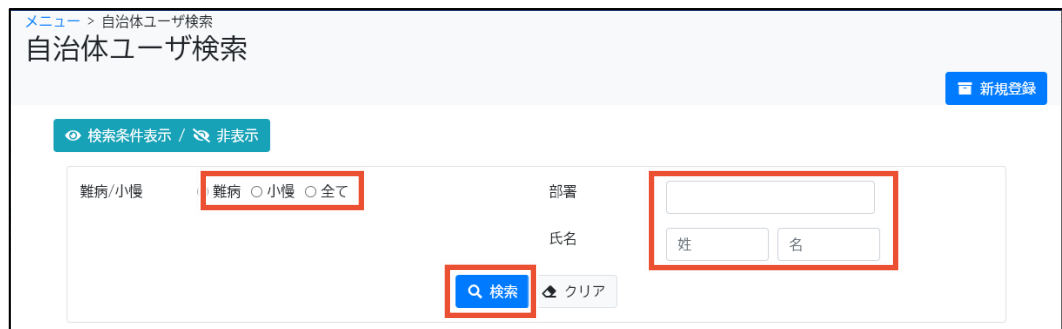 メニュー > 自治体ユーザ検索
自治体ユーザ検索
新規登録
検索条件表示 / 非表示
難病/小慢 難病 小慢 全て 部署
氏名 姓 名
検索 クリア